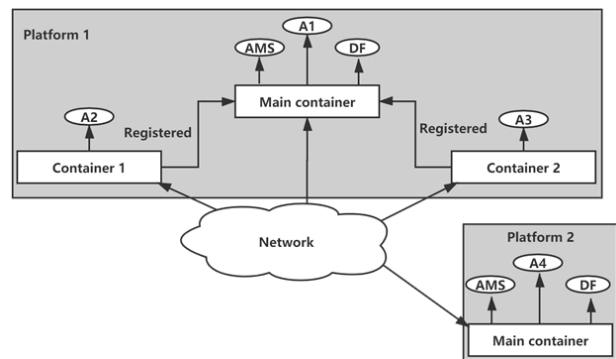 Platform 1
A1
AMS
DF
Main container
A2
Registered
Registered
A3
Container 1
Container 2
Network
Platform 2
A4
AMS
DF
Main container